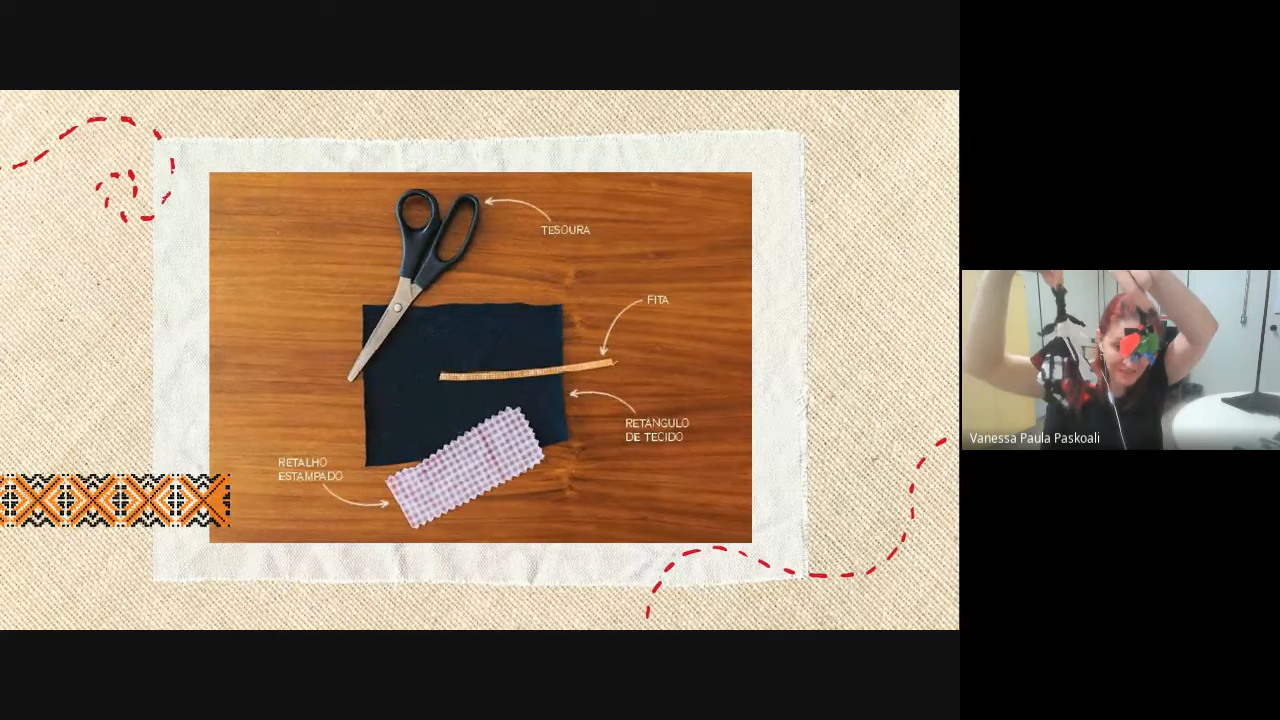 TESOURA
FITA
RETÂNGULO
DE TECIDO
RETALHO
ESTAMPADO
Vanessa Paula Paskoali